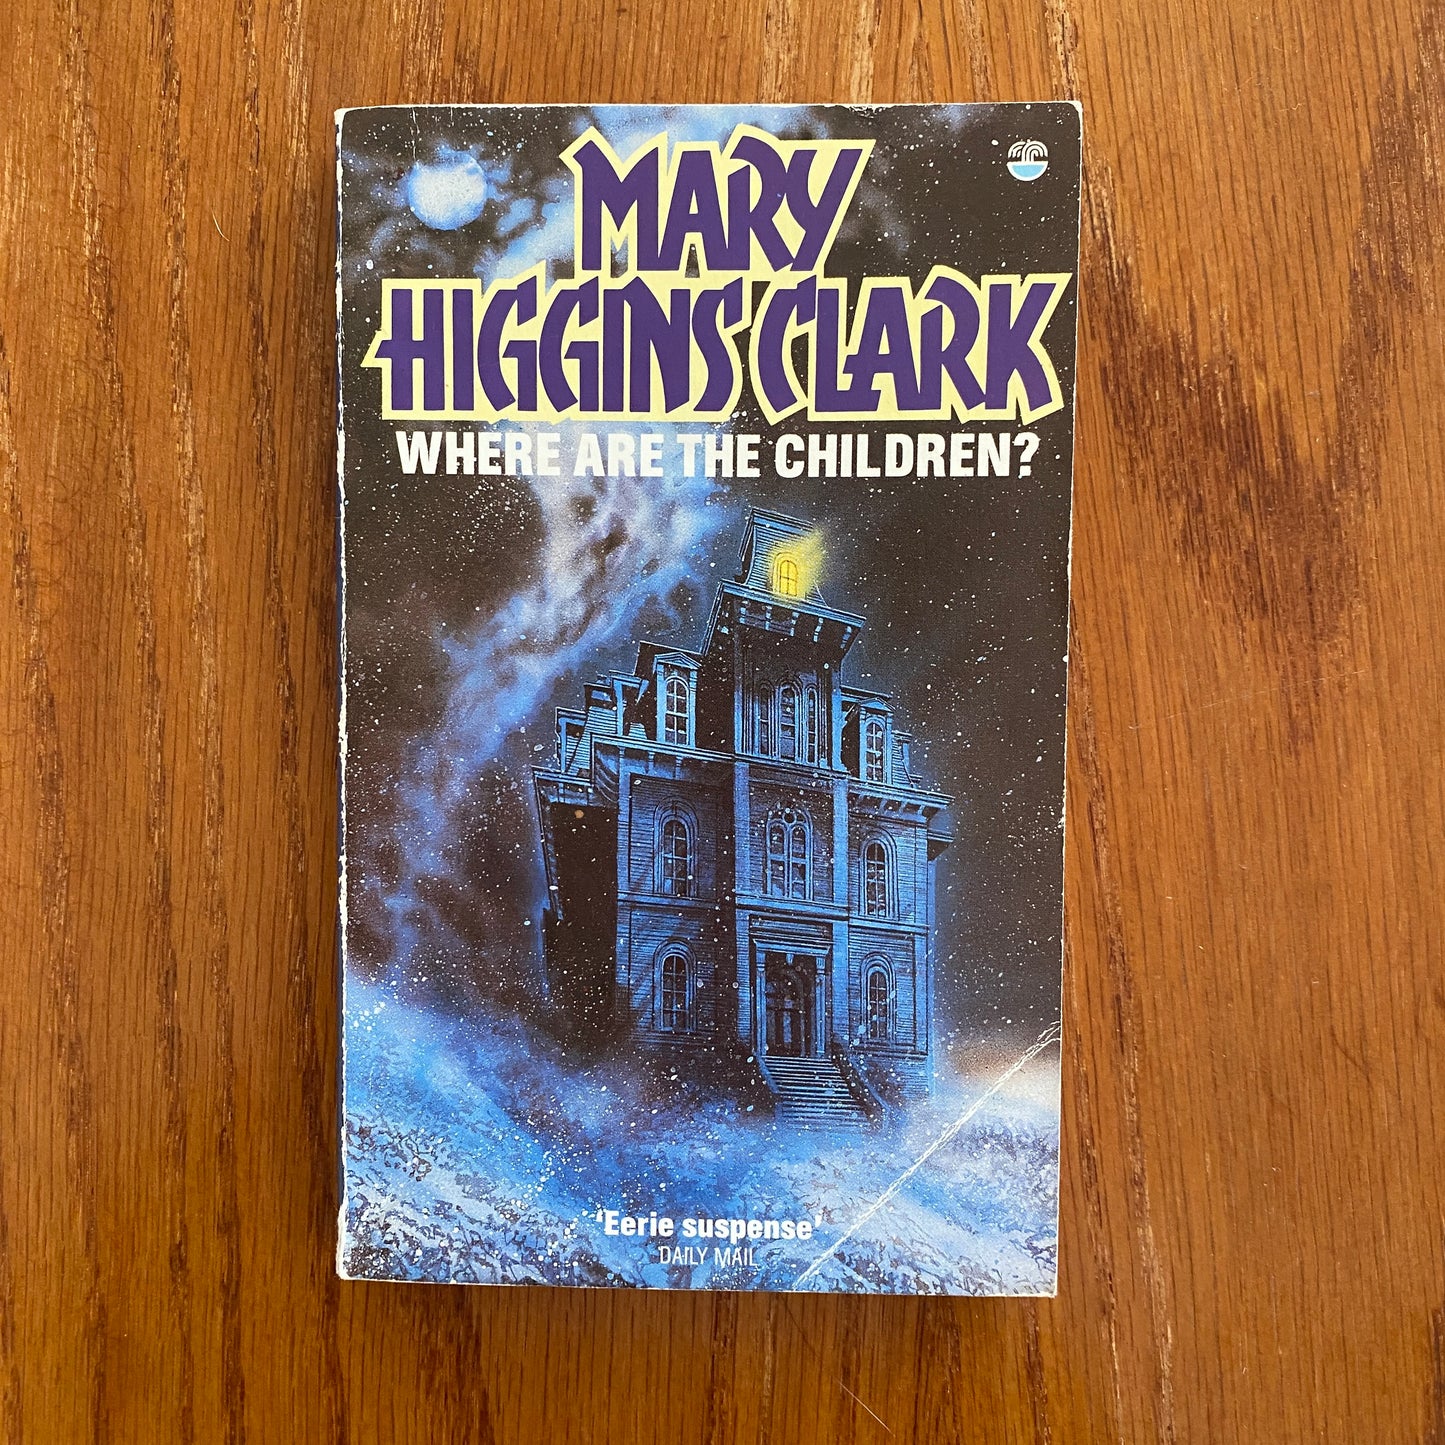 MARY
HIGGINS CLARK
WHERE ARE THE CHILDREN?
'Eerie suspense'
DAILY MAIL